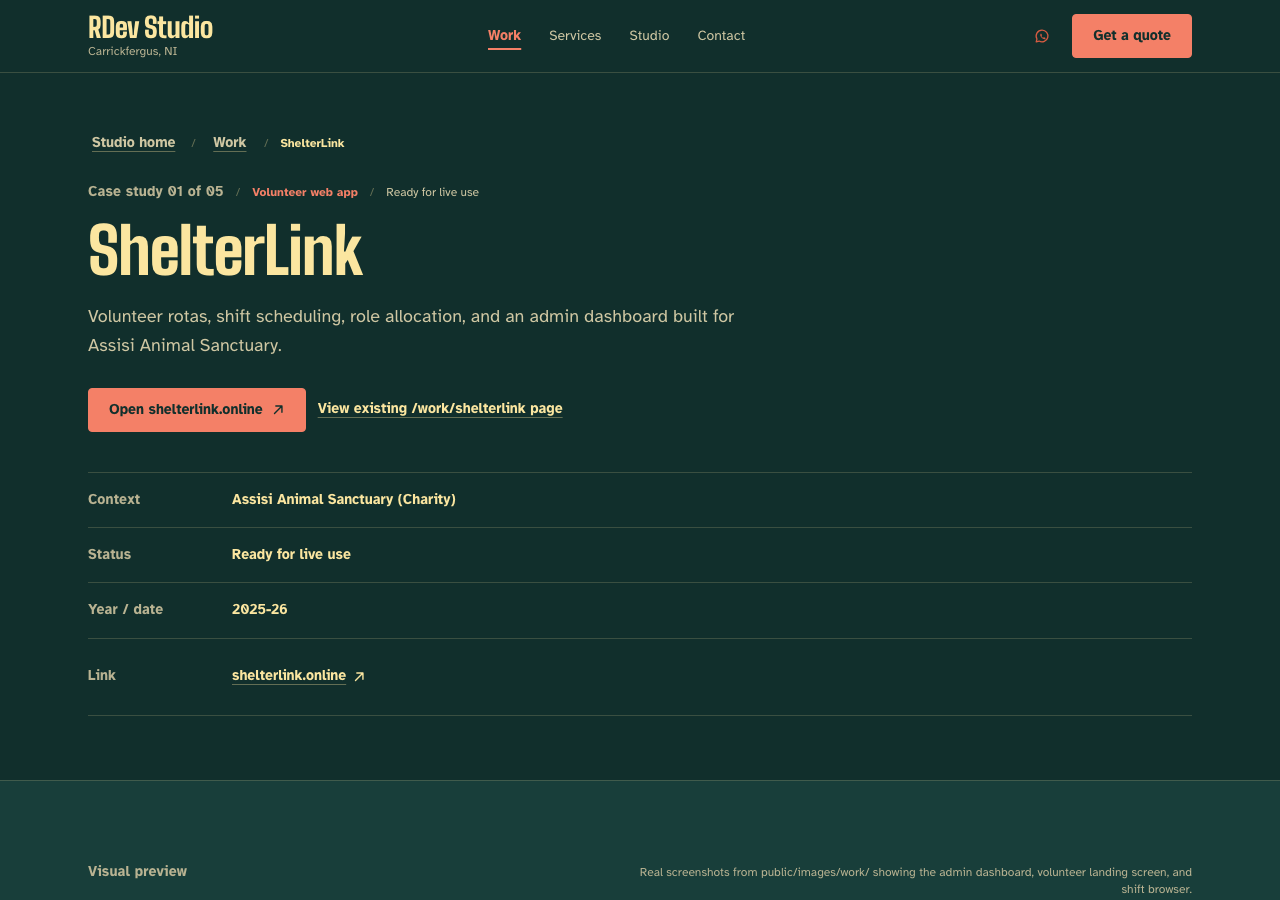 RDev Studio
Carrickfergus, NI
Work
Services
Studio
Contact
Get a quote
Studio home / Work / ShelterLink
Case study 01 of 05 / Volunteer web app / Ready for live use
ShelterLink
Volunteer rotas, shift scheduling, role allocation, and an admin dashboard built for
Assisi Animal Sanctuary.
Open shelterlink.online
View existing /work/shelterlink page
Context Assisi Animal Sanctuary (Charity)
Status Ready for live use
Year / date 2025-26
Link shelterlink.online
Visual preview
Real screenshots from public/images/work/ showing the admin dashboard, volunteer landing screen, and
shift browser.